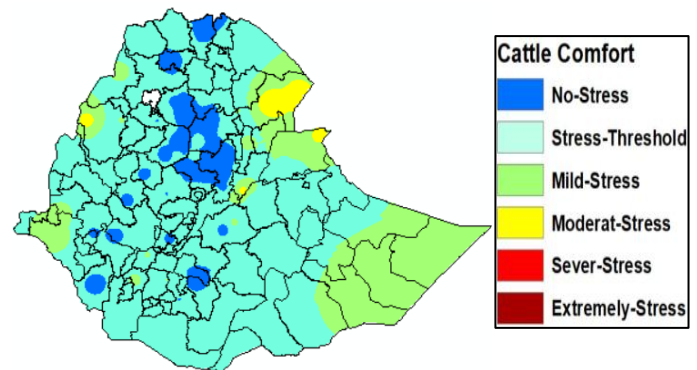 Cattle Comfort
No-Stress
Stress-Threshold
Mild-Stress
Moderat-Stress
Sever-Stress
Extremely-Stress